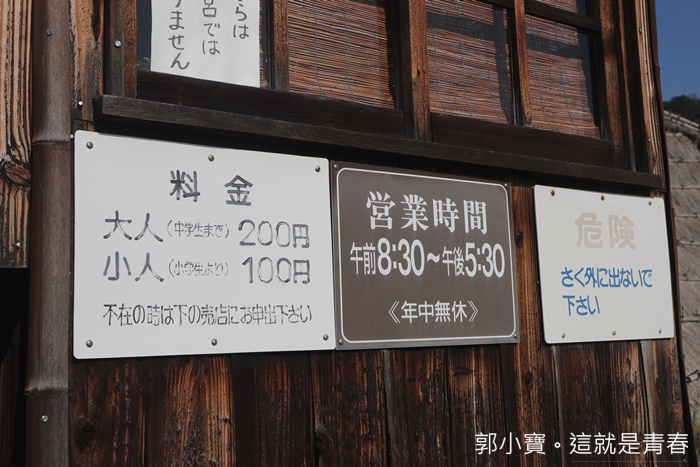 らは
宮では
ません
料金
大人(中学生まで) 200円
小人(小学生より) 100円
不在の時は下の売店にお申出下さい
営業時間
午前8:30~午後5:30
《年中無休》
危険
さく外に出ないで
下さい
郭小寶。這就是青春